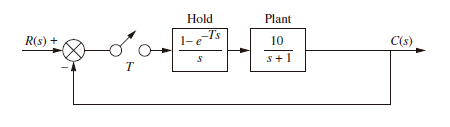 Hold Plant
R(s) + 1 - e^{-Ts} 10 C(s)
s s + 1
−
T